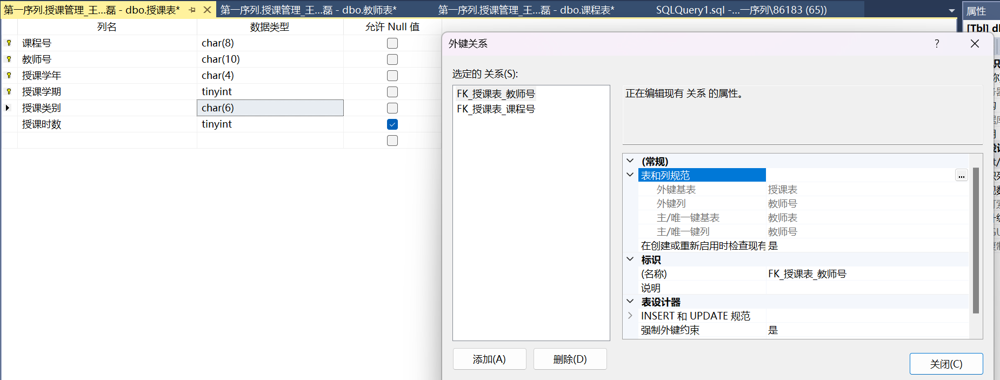 第一序列.授课管理_王...磊 - dbo.授课表*
第一序列.授课管理_王...磊 - dbo.教师表*
第一序列.授课管理_王...磊 - dbo.课程表*
SQLQuery1.sql -...一序列\86183 (65))
属性
[Tbl] d
列名 数据类型 允许 Null 值
课程号 char(8)
教师号 char(10)
授课学年 char(4)
授课学期 tinyint
授课类别 char(6)
授课时数 tinyint
外键关系 ?
选定的 关系(S):
FK_授课表_教师号
FK_授课表_课程号
正在编辑现有 关系 的属性。
(常规)
表和列规范 ...
外键基表 授课表
外键列 教师号
主/唯一键基表 教师表
主/唯一键列 教师号
在创建或重新启用时检查现有 是
标识
(名称) FK_授课表_教师号
说明
表设计器
INSERT 和 UPDATE 规范
强制外键约束 是
添加(A)
删除(D)
关闭(C)